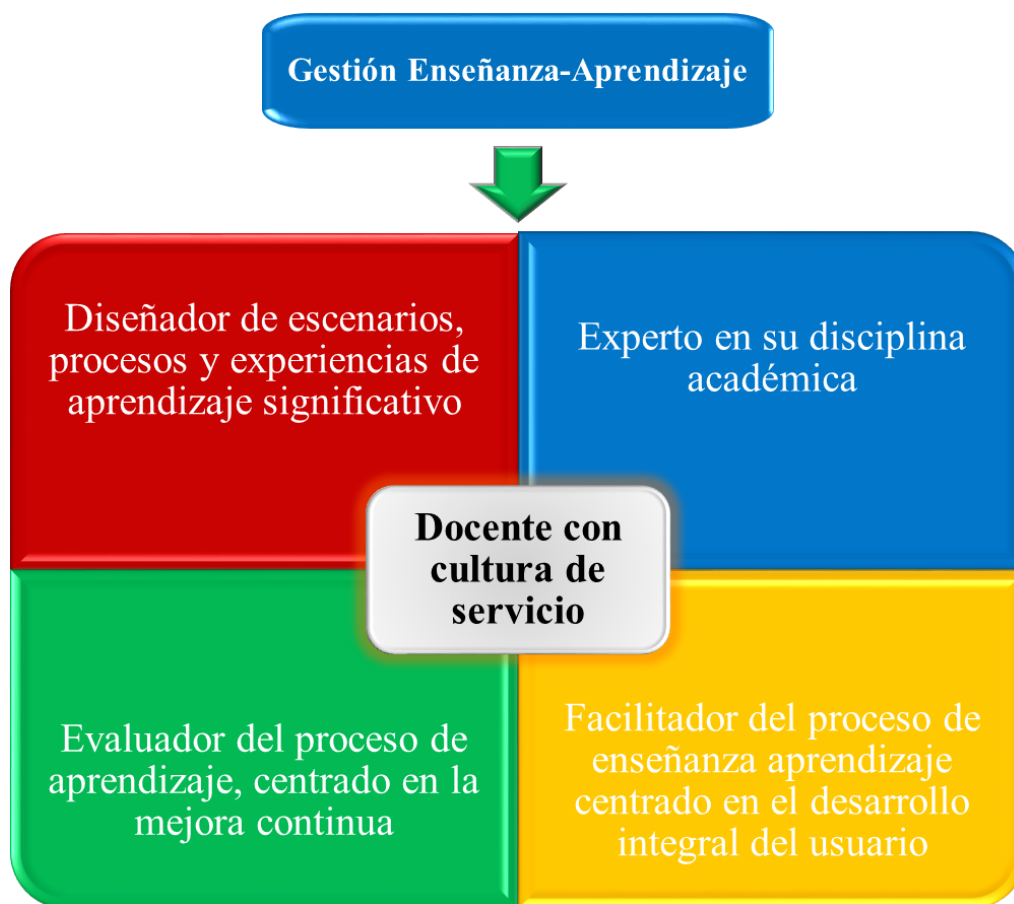 Gestión Enseñanza-Aprendizaje
Diseñador de escenarios,
procesos y experiencias de
aprendizaje significativo
Experto en su disciplina
académica
Docente con
cultura de
servicio
Evaluador del proceso de
aprendizaje, centrado en la
mejora continua
Facilitador del proceso de
enseñanza aprendizaje
centrado en el desarrollo
integral del usuario